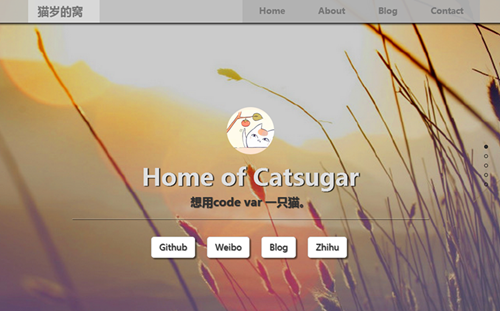 猫岁的窝
Home About Blog Contact
Home of Catsugar
想用code var 一只猫。
Github Weibo Blog Zhihu